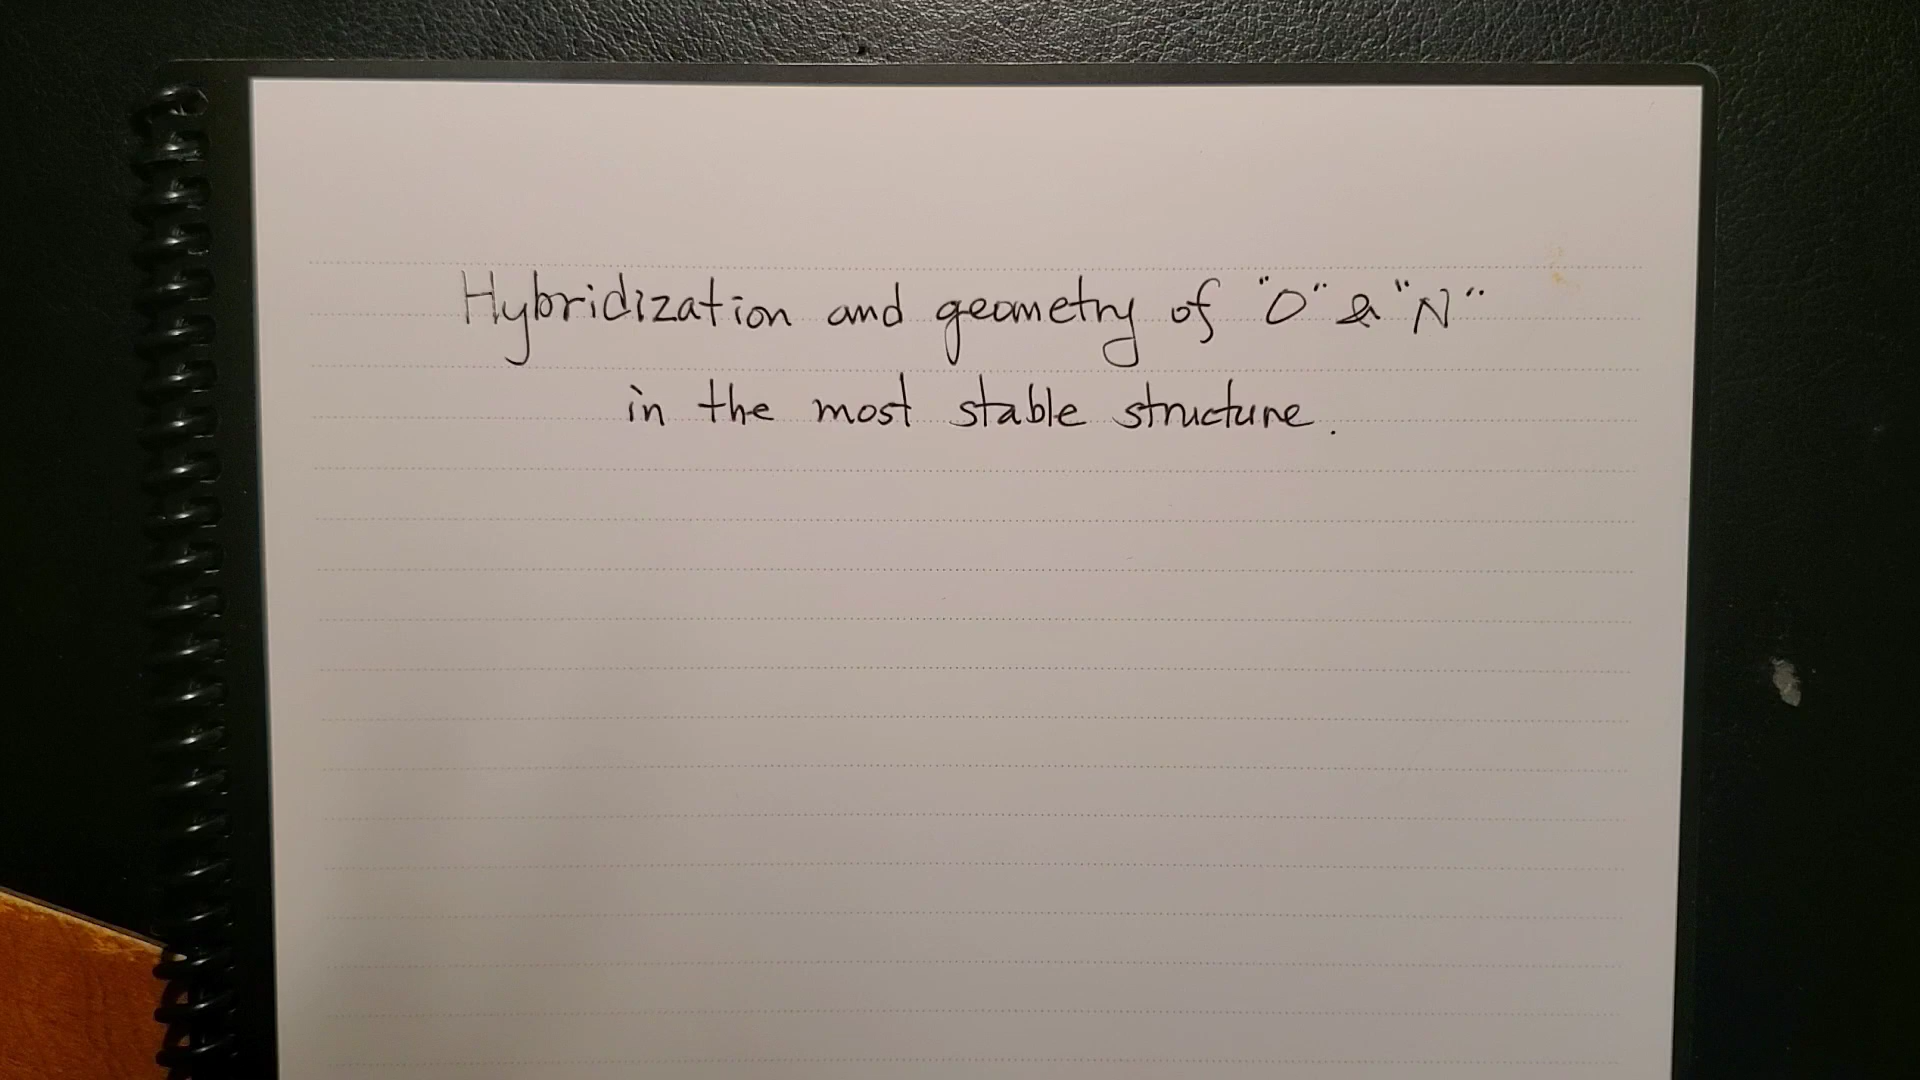 Hybridization and geometry of "O" & "N"
in the most stable structure.